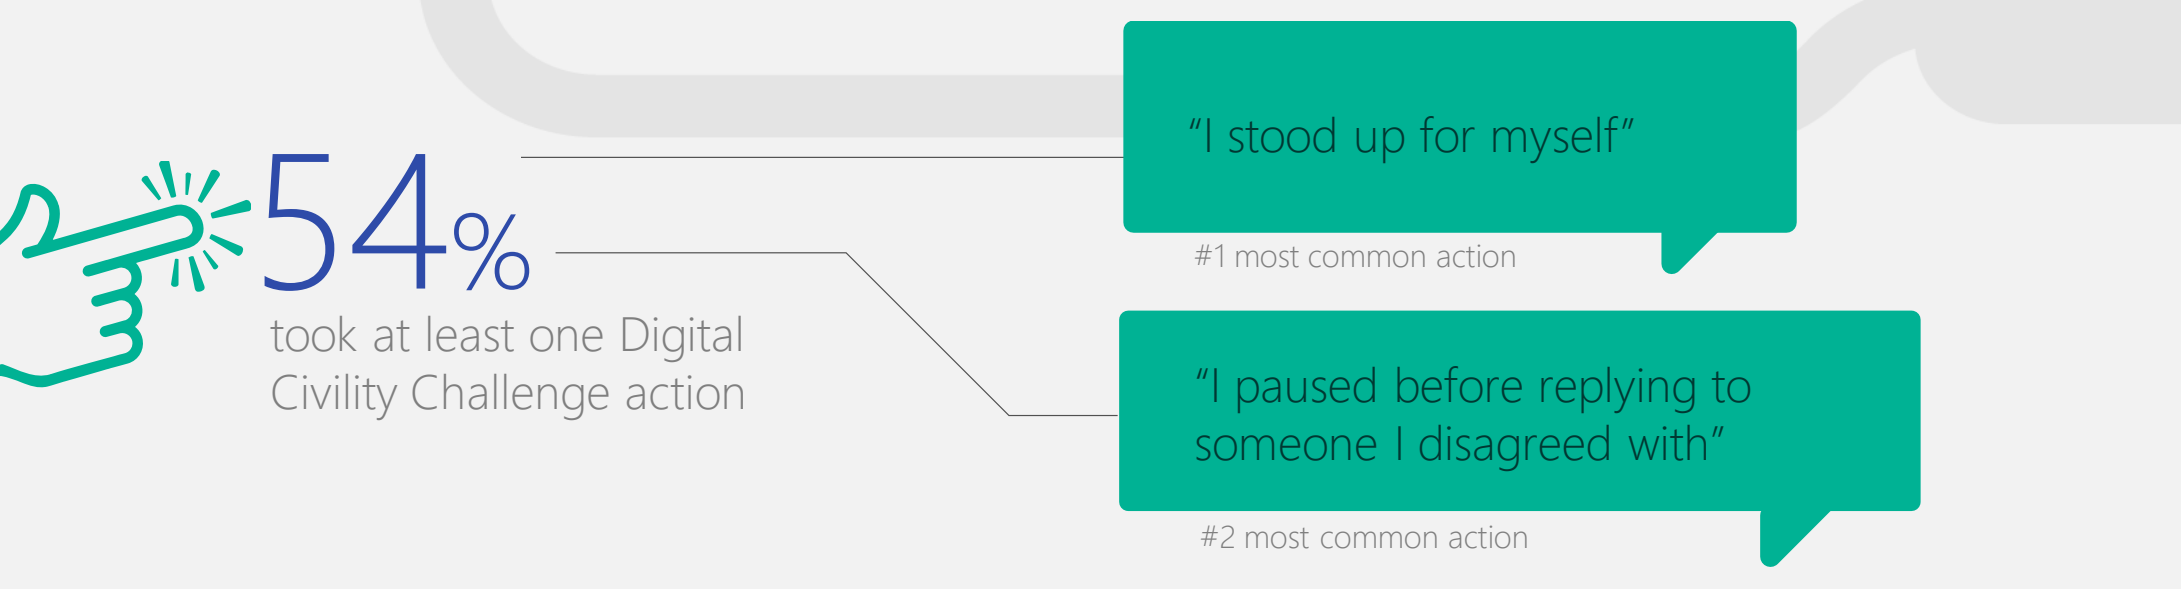 54%
took at least one Digital
Civility Challenge action
“I stood up for myself”
#1 most common action
“I paused before replying to
someone I disagreed with”
#2 most common action